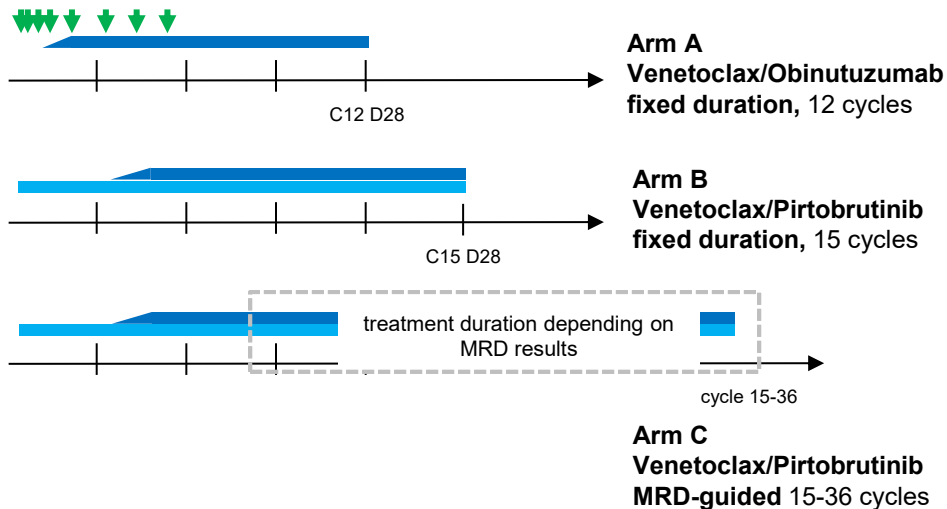 Arm A
Venetoclax/Obinutuzumab
fixed duration, 12 cycles
C12 D28
Arm B
Venetoclax/Pirtobrutinib
fixed duration, 15 cycles
C15 D28
treatment duration depending on
MRD results
cycle 15-36
Arm C
Venetoclax/Pirtobrutinib
MRD-guided 15-36 cycles